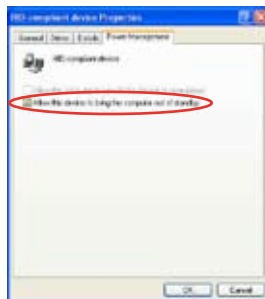 HID-compliant device Properties
General Driver Details Power Management
HID-compliant device
Allow this device to bring the computer out of standby
OK Cancel